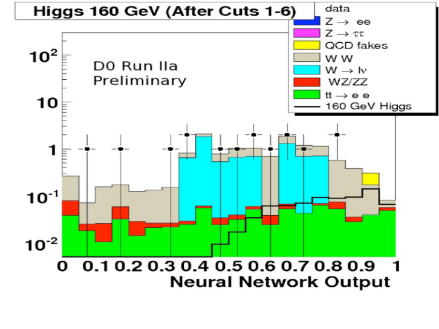 Higgs 160 GeV (After Cuts 1-6)
data
Z → ee
Z → ττ
QCD fakes
W W
W → lν
WZ/ZZ
tt → e e
160 GeV Higgs
D0 Run IIa
Preliminary
10²
10
1
10⁻¹
10⁻²
0 0.1 0.2 0.3 0.4 0.5 0.6 0.7 0.8 0.9 1
Neural Network Output